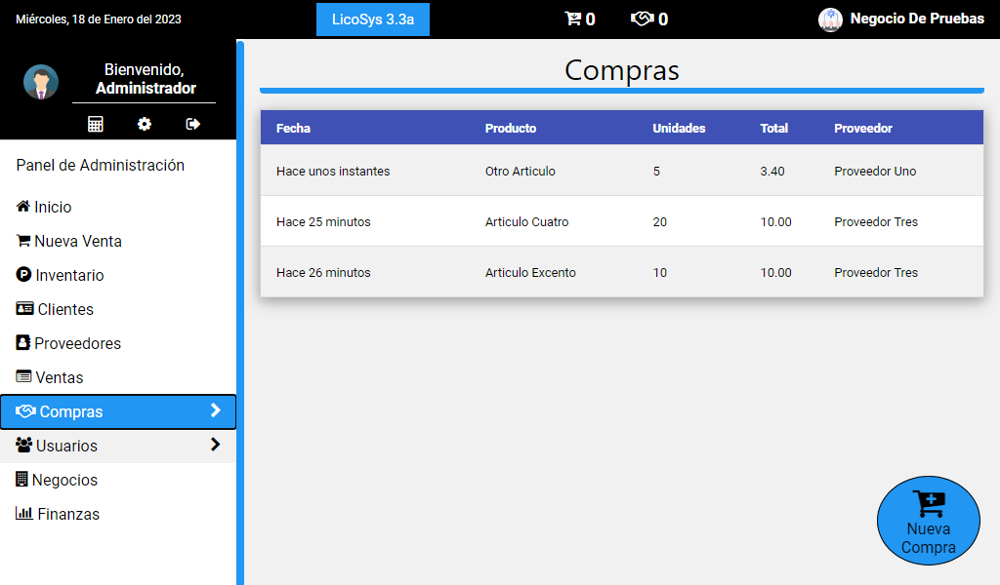 Miércoles, 18 de Enero del 2023
LicoSys 3.3a
0
0
Negocio De Pruebas
Bienvenido,
Administrador
Panel de Administración
Inicio
Nueva Venta
Inventario
Clientes
Proveedores
Ventas
Compras
Usuarios
Negocios
Finanzas
Compras
Fecha Producto Unidades Total Proveedor
Hace unos instantes Otro Articulo 5 3.40 Proveedor Uno
Hace 25 minutos Articulo Cuatro 20 10.00 Proveedor Tres
Hace 26 minutos Articulo Excento 10 10.00 Proveedor Tres
Nueva
Compra